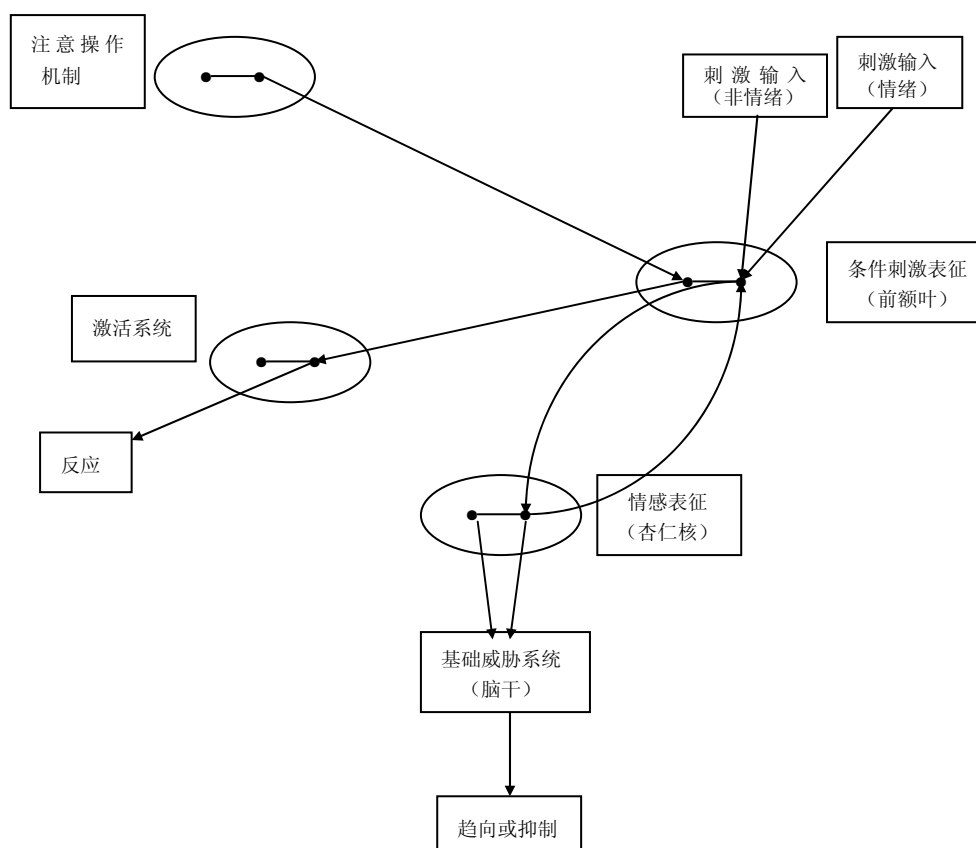 注意操作
机制
刺激输入
（非情绪）
刺激输入
（情绪）
条件刺激表征
（前额叶）
激活系统
反应
情感表征
（杏仁核）
基础威胁系统
（脑干）
趋向或抑制